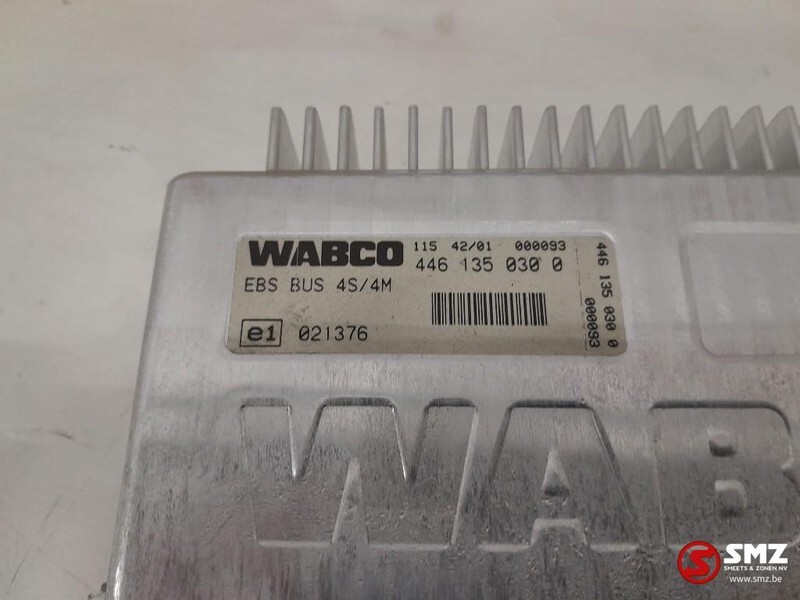 WABCO 115 42/01 000093
446 135 030 0
EBS BUS 4S/4M
e1 021376
446 135 030 0
000093
WAB
SMZ
SMEETS & ZONEN NV
www.smz.be